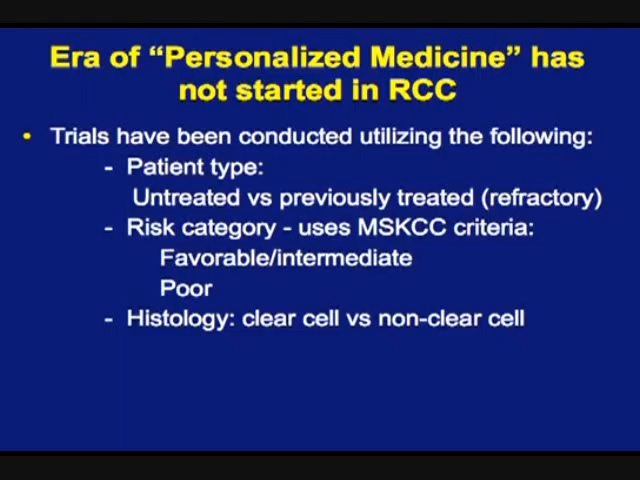 Era of “Personalized Medicine” has
not started in RCC
• Trials have been conducted utilizing the following:
- Patient type:
Untreated vs previously treated (refractory)
- Risk category - uses MSKCC criteria:
Favorable/intermediate
Poor
- Histology: clear cell vs non-clear cell